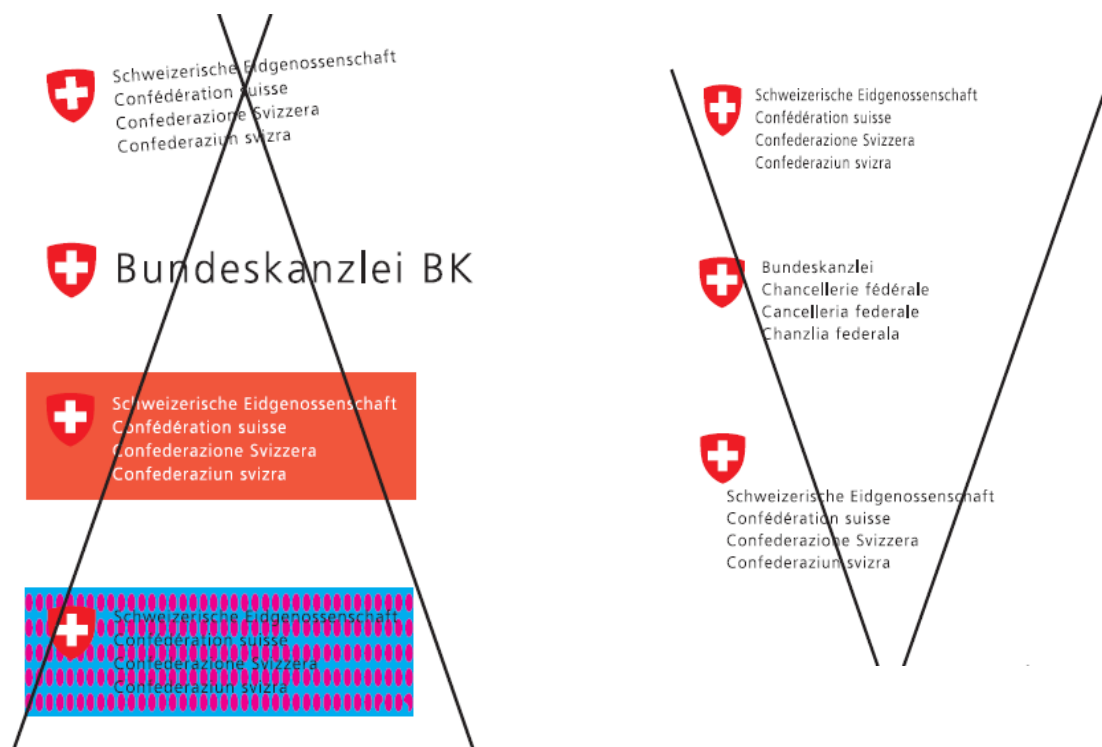 Schweizerische Eidgenossenschaft
Confédération suisse
Confederazione Svizzera
Confederaziun svizra
Bundeskanzlei BK
Schweizerische Eidgenossenschaft
Confédération suisse
Confederazione Svizzera
Confederaziun svizra
Schweizerische Eidgenossenschaft
Confédération suisse
Confederazione Svizzera
Confederaziun svizra
Schweizerische Eidgenossenschaft
Confédération suisse
Confederazione Svizzera
Confederaziun svizra
Bundeskanzlei
Chancellerie fédérale
Cancelleria federale
Chanzlia federala
Schweizerische Eidgenossenschaft
Confédération suisse
Confederazione Svizzera
Confederaziun svizra